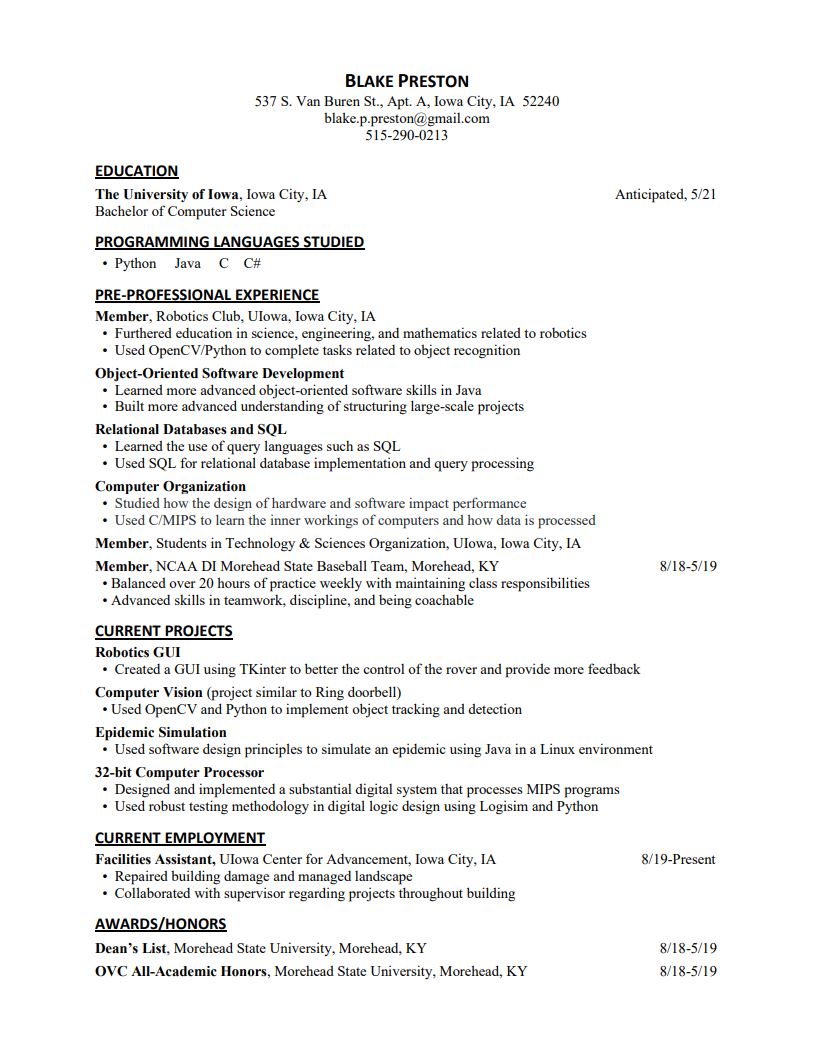 BLAKE PRESTON
537 S. Van Buren St., Apt. A, Iowa City, IA 52240
blake.p.preston@gmail.com
515-290-0213
EDUCATION
The University of Iowa, Iowa City, IA Anticipated, 5/21
Bachelor of Computer Science
PROGRAMMING LANGUAGES STUDIED
• Python Java C C#
PRE-PROFESSIONAL EXPERIENCE
Member, Robotics Club, UIowa, Iowa City, IA
• Furthered education in science, engineering, and mathematics related to robotics
• Used OpenCV/Python to complete tasks related to object recognition
Object-Oriented Software Development
• Learned more advanced object-oriented software skills in Java
• Built more advanced understanding of structuring large-scale projects
Relational Databases and SQL
• Learned the use of query languages such as SQL
• Used SQL for relational database implementation and query processing
Computer Organization
• Studied how the design of hardware and software impact performance
• Used C/MIPS to learn the inner workings of computers and how data is processed
Member, Students in Technology & Sciences Organization, UIowa, Iowa City, IA
Member, NCAA DI Morehead State Baseball Team, Morehead, KY 8/18-5/19
• Balanced over 20 hours of practice weekly with maintaining class responsibilities
• Advanced skills in teamwork, discipline, and being coachable
CURRENT PROJECTS
Robotics GUI
• Created a GUI using TKinter to better the control of the rover and provide more feedback
Computer Vision (project similar to Ring doorbell)
• Used OpenCV and Python to implement object tracking and detection
Epidemic Simulation
• Used software design principles to simulate an epidemic using Java in a Linux environment
32-bit Computer Processor
• Designed and implemented a substantial digital system that processes MIPS programs
• Used robust testing methodology in digital logic design using Logisim and Python
CURRENT EMPLOYMENT
Facilities Assistant, UIowa Center for Advancement, Iowa City, IA 8/19-Present
• Repaired building damage and managed landscape
• Collaborated with supervisor regarding projects throughout building
AWARDS/HONORS
Dean's List, Morehead State University, Morehead, KY 8/18-5/19
OVC All-Academic Honors, Morehead State University, Morehead, KY 8/18-5/19